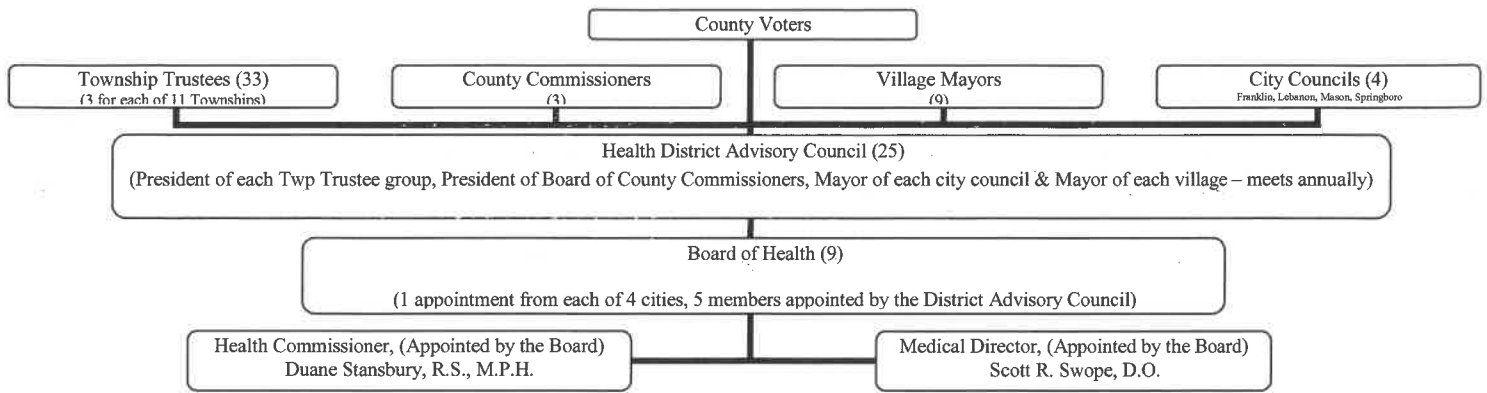 County Voters
Township Trustees (33)
(3 for each of 11 Townships)
County Commissioners
(3)
Village Mayors
(9)
City Councils (4)
Franklin, Lebanon, Mason, Springboro
Health District Advisory Council (25)
(President of each Twp Trustee group, President of Board of County Commissioners, Mayor of each city council & Mayor of each village – meets annually)
Board of Health (9)
(1 appointment from each of 4 cities, 5 members appointed by the District Advisory Council)
Health Commissioner, (Appointed by the Board)
Duane Stansbury, R.S., M.P.H.
Medical Director, (Appointed by the Board)
Scott R. Swope, D.O.